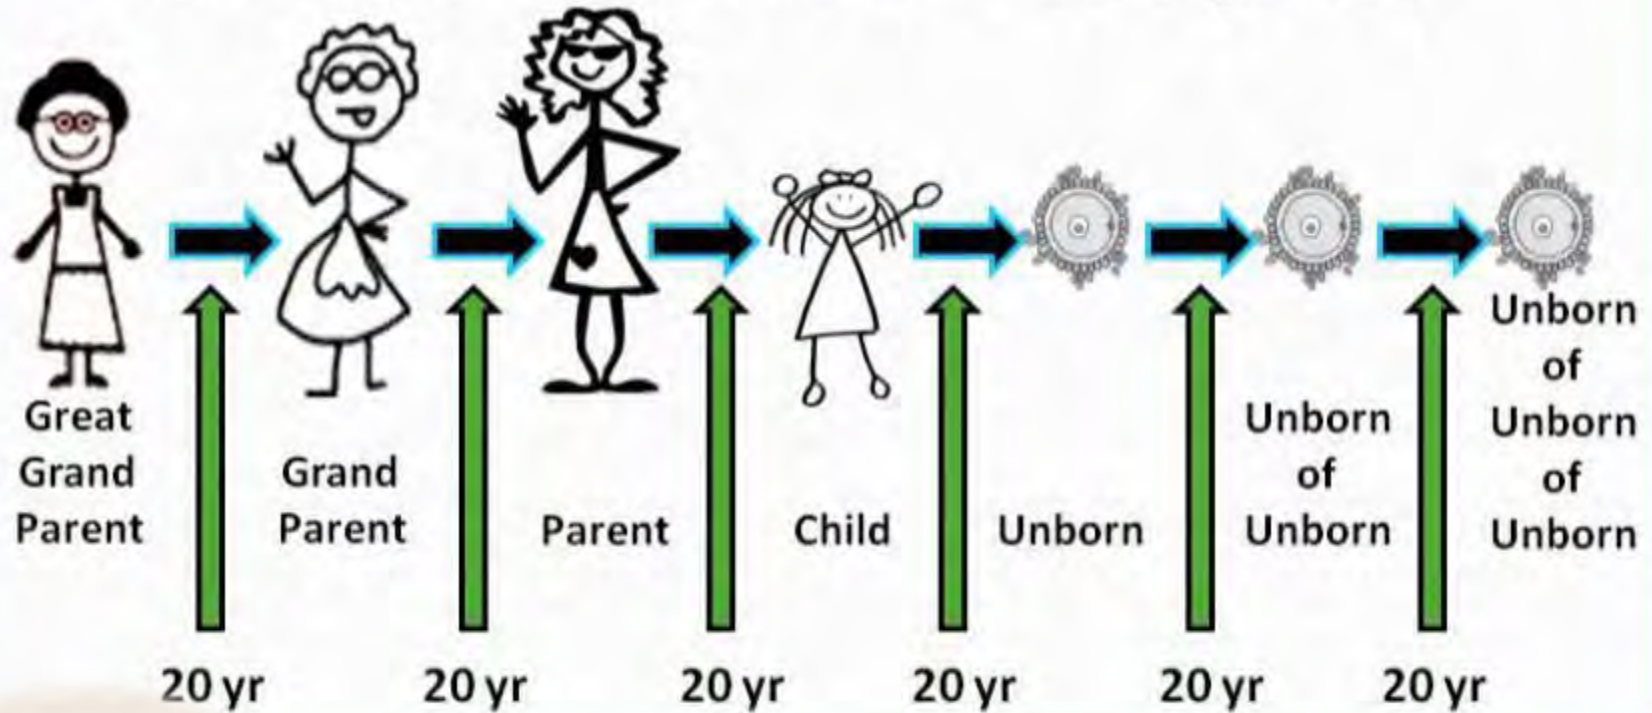 Great
Grand
Parent
Grand
Parent
Parent
Child
Unborn
Unborn
of
Unborn
Unborn
of
Unborn
of
Unborn
20 yr
20 yr
20 yr
20 yr
20 yr
20 yr